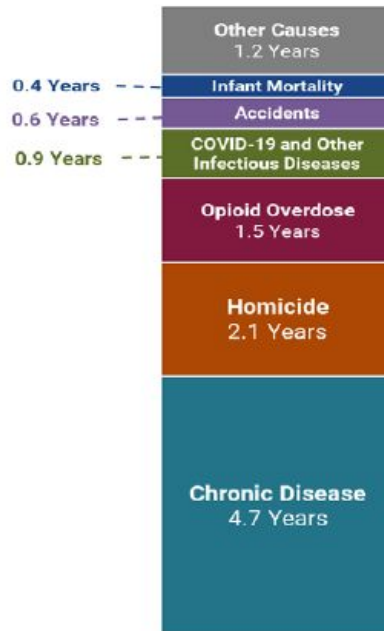 Other Causes
1.2 Years
0.4 Years
Infant Mortality
0.6 Years
Accidents
0.9 Years
COVID-19 and Other
Infectious Diseases
Opioid Overdose
1.5 Years
Homicide
2.1 Years
Chronic Disease
4.7 Years